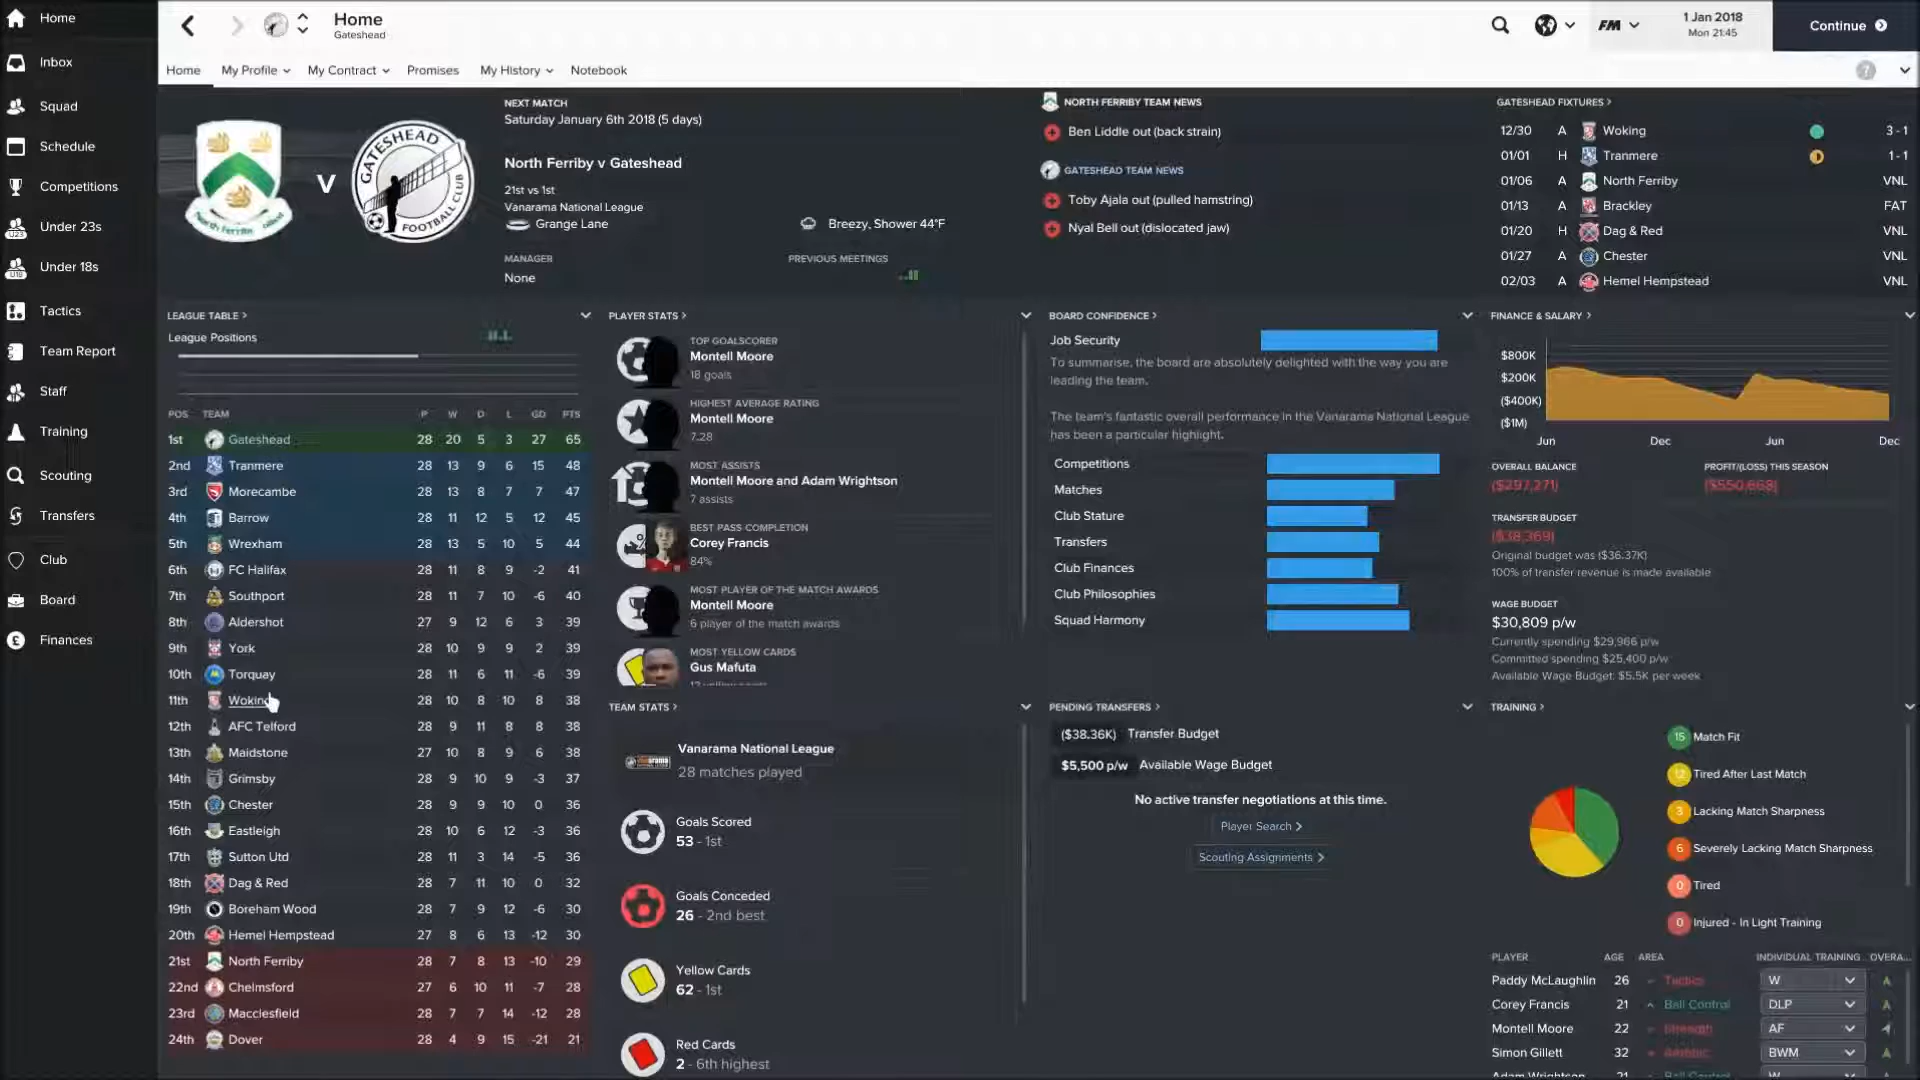 Home
Inbox
Squad
Schedule
Competitions
Under 23s
Under 18s
Tactics
Team Report
Staff
Training
Scouting
Transfers
Club
Board
Finances
Home
Gateshead
FM
1 Jan 2018
Mon 21:45
Continue
Home My Profile My Contract Promises My History Notebook
?
North Ferriby United
V
GATESHEAD FOOTBALL CLUB
NEXT MATCH
Saturday January 6th 2018 (5 days)
North Ferriby v Gateshead
21st vs 1st
Vanarama National League
Grange Lane
Breezy, Shower 44°F
MANAGER
None
PREVIOUS MEETINGS
NORTH FERRIBY TEAM NEWS
Ben Liddle out (back strain)
GATESHEAD TEAM NEWS
Toby Ajala out (pulled hamstring)
Nyal Bell out (dislocated jaw)
GATESHEAD FIXTURES >
12/30 A Woking 3 - 1
01/01 H Tranmere 1 - 1
01/06 A North Ferriby VNL
01/13 A Brackley FAT
01/20 H Dag & Red VNL
01/27 A Chester VNL
02/03 A Hemel Hempstead VNL
LEAGUE TABLE >
League Positions
POS TEAM P W D L GD PTS
1st Gateshead 28 20 5 3 27 65
2nd Tranmere 28 13 9 6 15 48
3rd Morecambe 28 13 8 7 7 47
4th Barrow 28 11 12 5 12 45
5th Wrexham 28 13 5 10 5 44
6th FC Halifax 28 11 8 9 -2 41
7th Southport 28 11 7 10 -6 40
8th Aldershot 27 9 12 6 3 39
9th York 28 10 9 9 2 39
10th Torquay 28 11 6 11 -6 39
11th Woking 28 10 8 10 8 38
12th AFC Telford 28 9 11 8 8 38
13th Maidstone 27 10 8 9 6 38
14th Grimsby 28 9 10 9 -3 37
15th Chester 28 9 9 10 0 36
16th Eastleigh 28 10 6 12 -3 36
17th Sutton Utd 28 11 3 14 -5 36
18th Dag & Red 28 7 11 10 0 32
19th Boreham Wood 28 7 9 12 -6 30
20th Hemel Hempstead 27 8 6 13 -12 30
21st North Ferriby 28 7 8 13 -10 29
22nd Chelmsford 27 6 10 11 -7 28
23rd Macclesfield 28 7 7 14 -12 28
24th Dover 28 4 9 15 -21 21
PLAYER STATS >
TOP GOALSCORER
Montell Moore
18 goals
HIGHEST AVERAGE RATING
Montell Moore
7.28
MOST ASSISTS
Montell Moore and Adam Wrightson
7 assists
BEST PASS COMPLETION
Corey Francis
84%
MOST PLAYER OF THE MATCH AWARDS
Montell Moore
6 player of the match awards
MOST YELLOW CARDS
Gus Mafuta
TEAM STATS >
Vanarama National League
28 matches played
Goals Scored
53 - 1st
Goals Conceded
26 - 2nd best
Yellow Cards
62 - 1st
Red Cards
2 - 6th highest
BOARD CONFIDENCE >
Job Security
To summarise, the board are absolutely delighted with the way you are
leading the team.
The team's fantastic overall performance in the Vanarama National League
has been a particular highlight.
Competitions
Matches
Club Stature
Transfers
Club Finances
Club Philosophies
Squad Harmony
PENDING TRANSFERS >
($38.36K) Transfer Budget
$5,500 p/w Available Wage Budget
No active transfer negotiations at this time.
Player Search >
Scouting Assignments >
FINANCE & SALARY >
$800K
$200K
($400K)
($1M)
Jun Dec Jun Dec
OVERALL BALANCE
($297,271)
PROFIT/(LOSS) THIS SEASON
($550,668)
TRANSFER BUDGET
($38,369)
Original budget was ($36.37K)
100% of transfer revenue is made available
WAGE BUDGET
$30,809 p/w
Currently spending $29,966 p/w
Committed spending $25,400 p/w
Available Wage Budget: $5.5K per week
TRAINING >
15 Match Fit
12 Tired After Last Match
3 Lacking Match Sharpness
6 Severely Lacking Match Sharpness
0 Tired
0 Injured - In Light Training
PLAYER AGE AREA INDIVIDUAL TRAINING OVERA...
Paddy McLaughlin 26 Tactics W
Corey Francis 21 Ball Control DLP
Montell Moore 22 Strength AF
Simon Gillett 32 Aerobic BWM
Adam Wrightson 21 Ball Control W